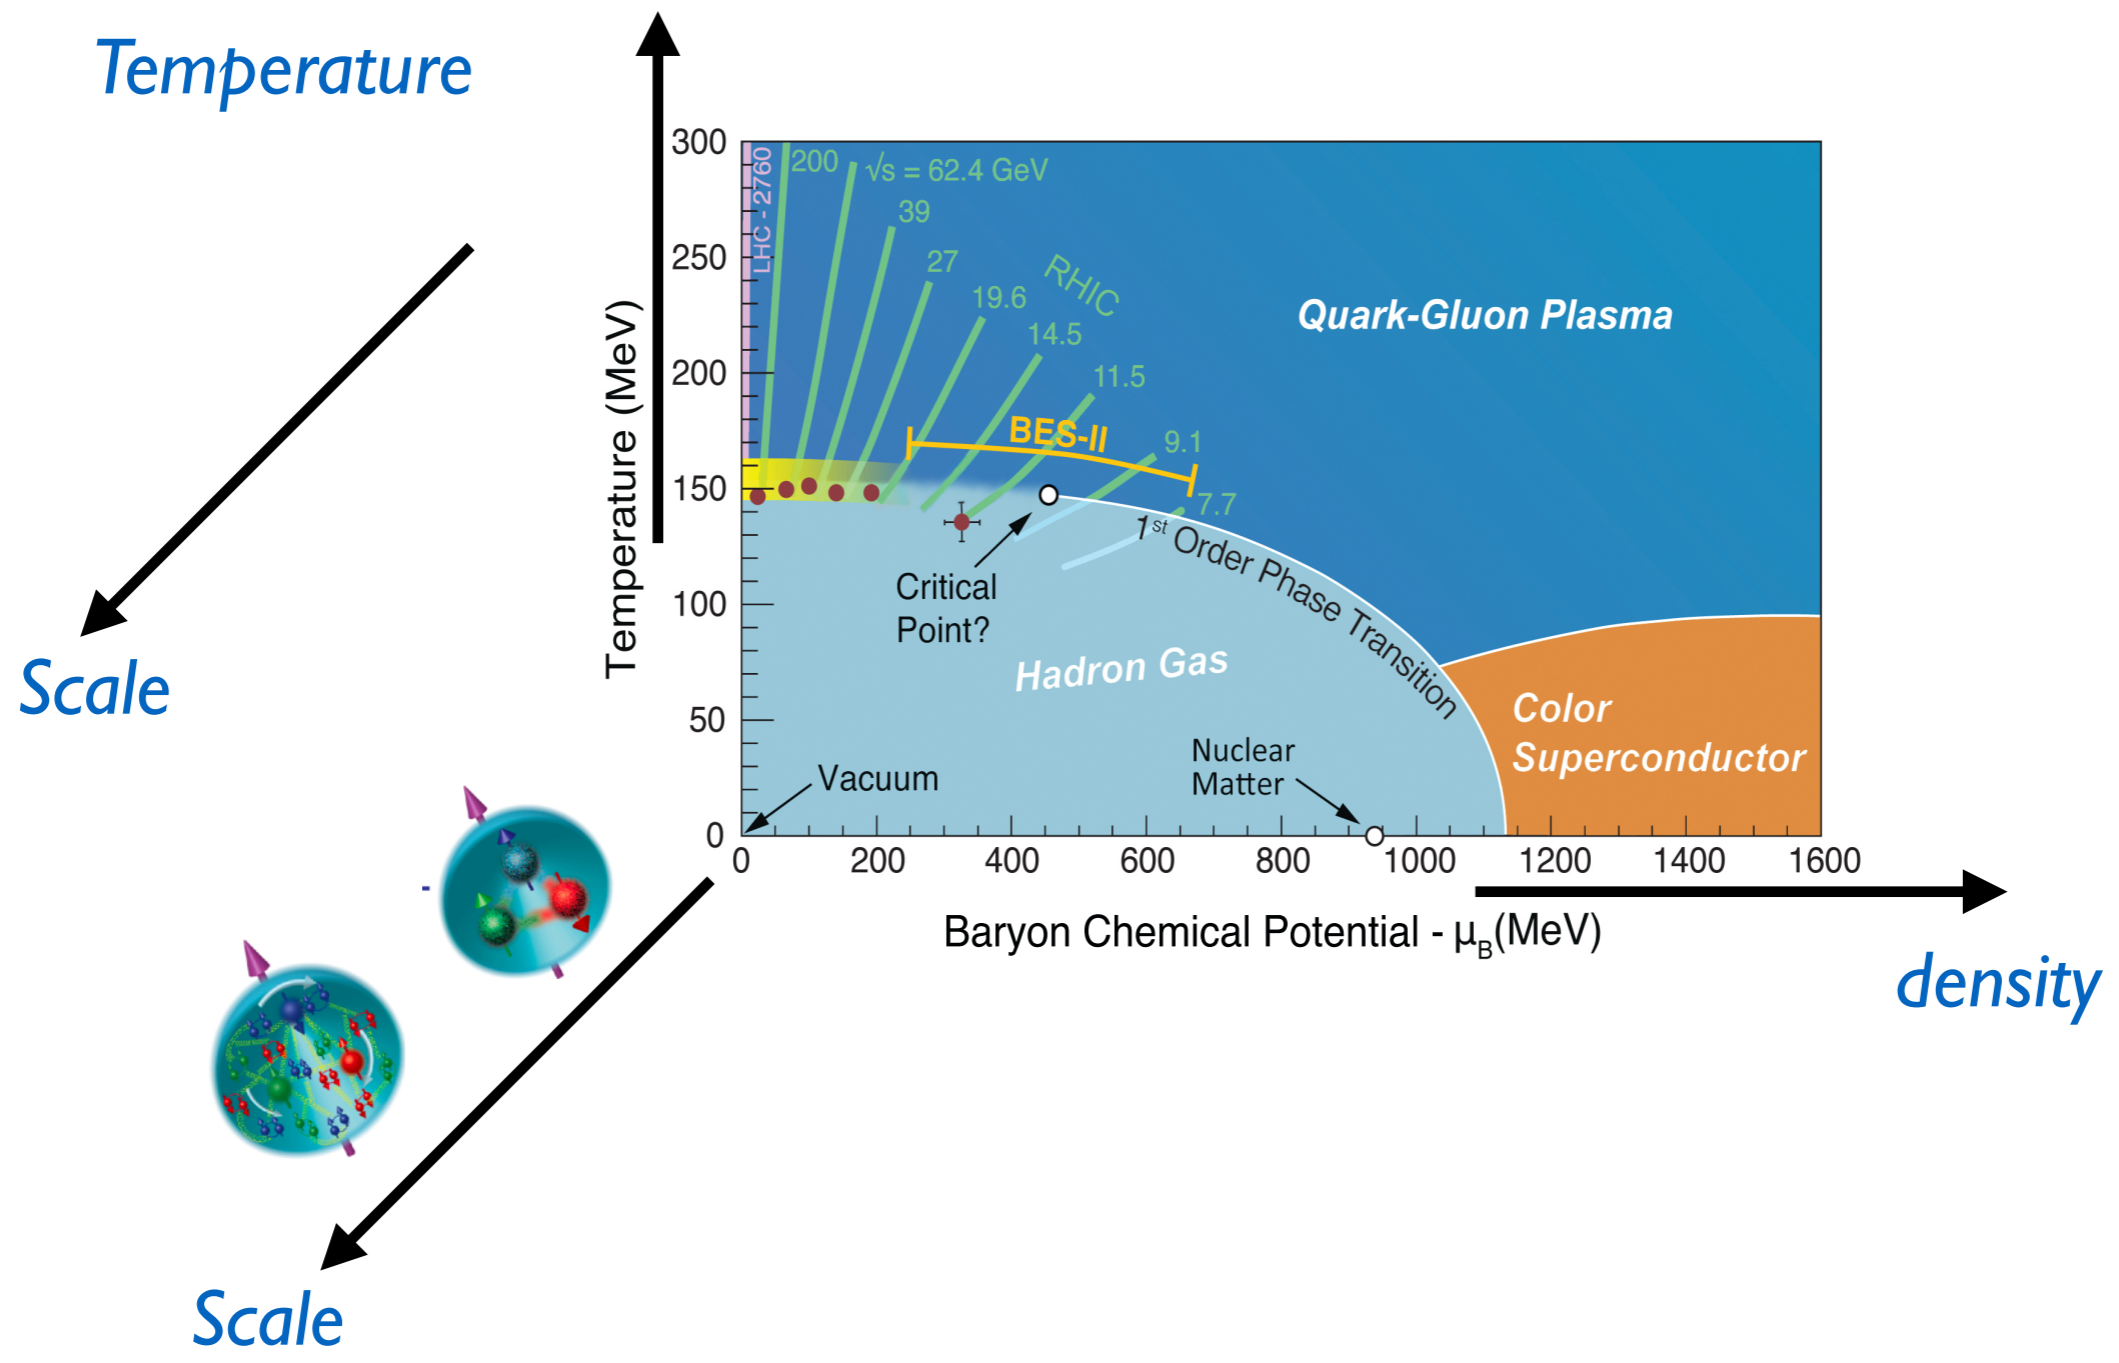 Temperature
300
250
200
150
100
50
0
Temperature (MeV)
LHC - 2760
200
√s = 62.4 GeV
39
27
19.6
RHIC
14.5
11.5
BES-II
9.1
7.7
Quark-Gluon Plasma
1st Order Phase Transition
Critical
Point?
Hadron Gas
Scale
Color
Superconductor
Nuclear
Matter
Vacuum
0 200 400 600 800 1000 1200 1400 1600
-
Baryon Chemical Potential - μB(MeV)
density
Scale